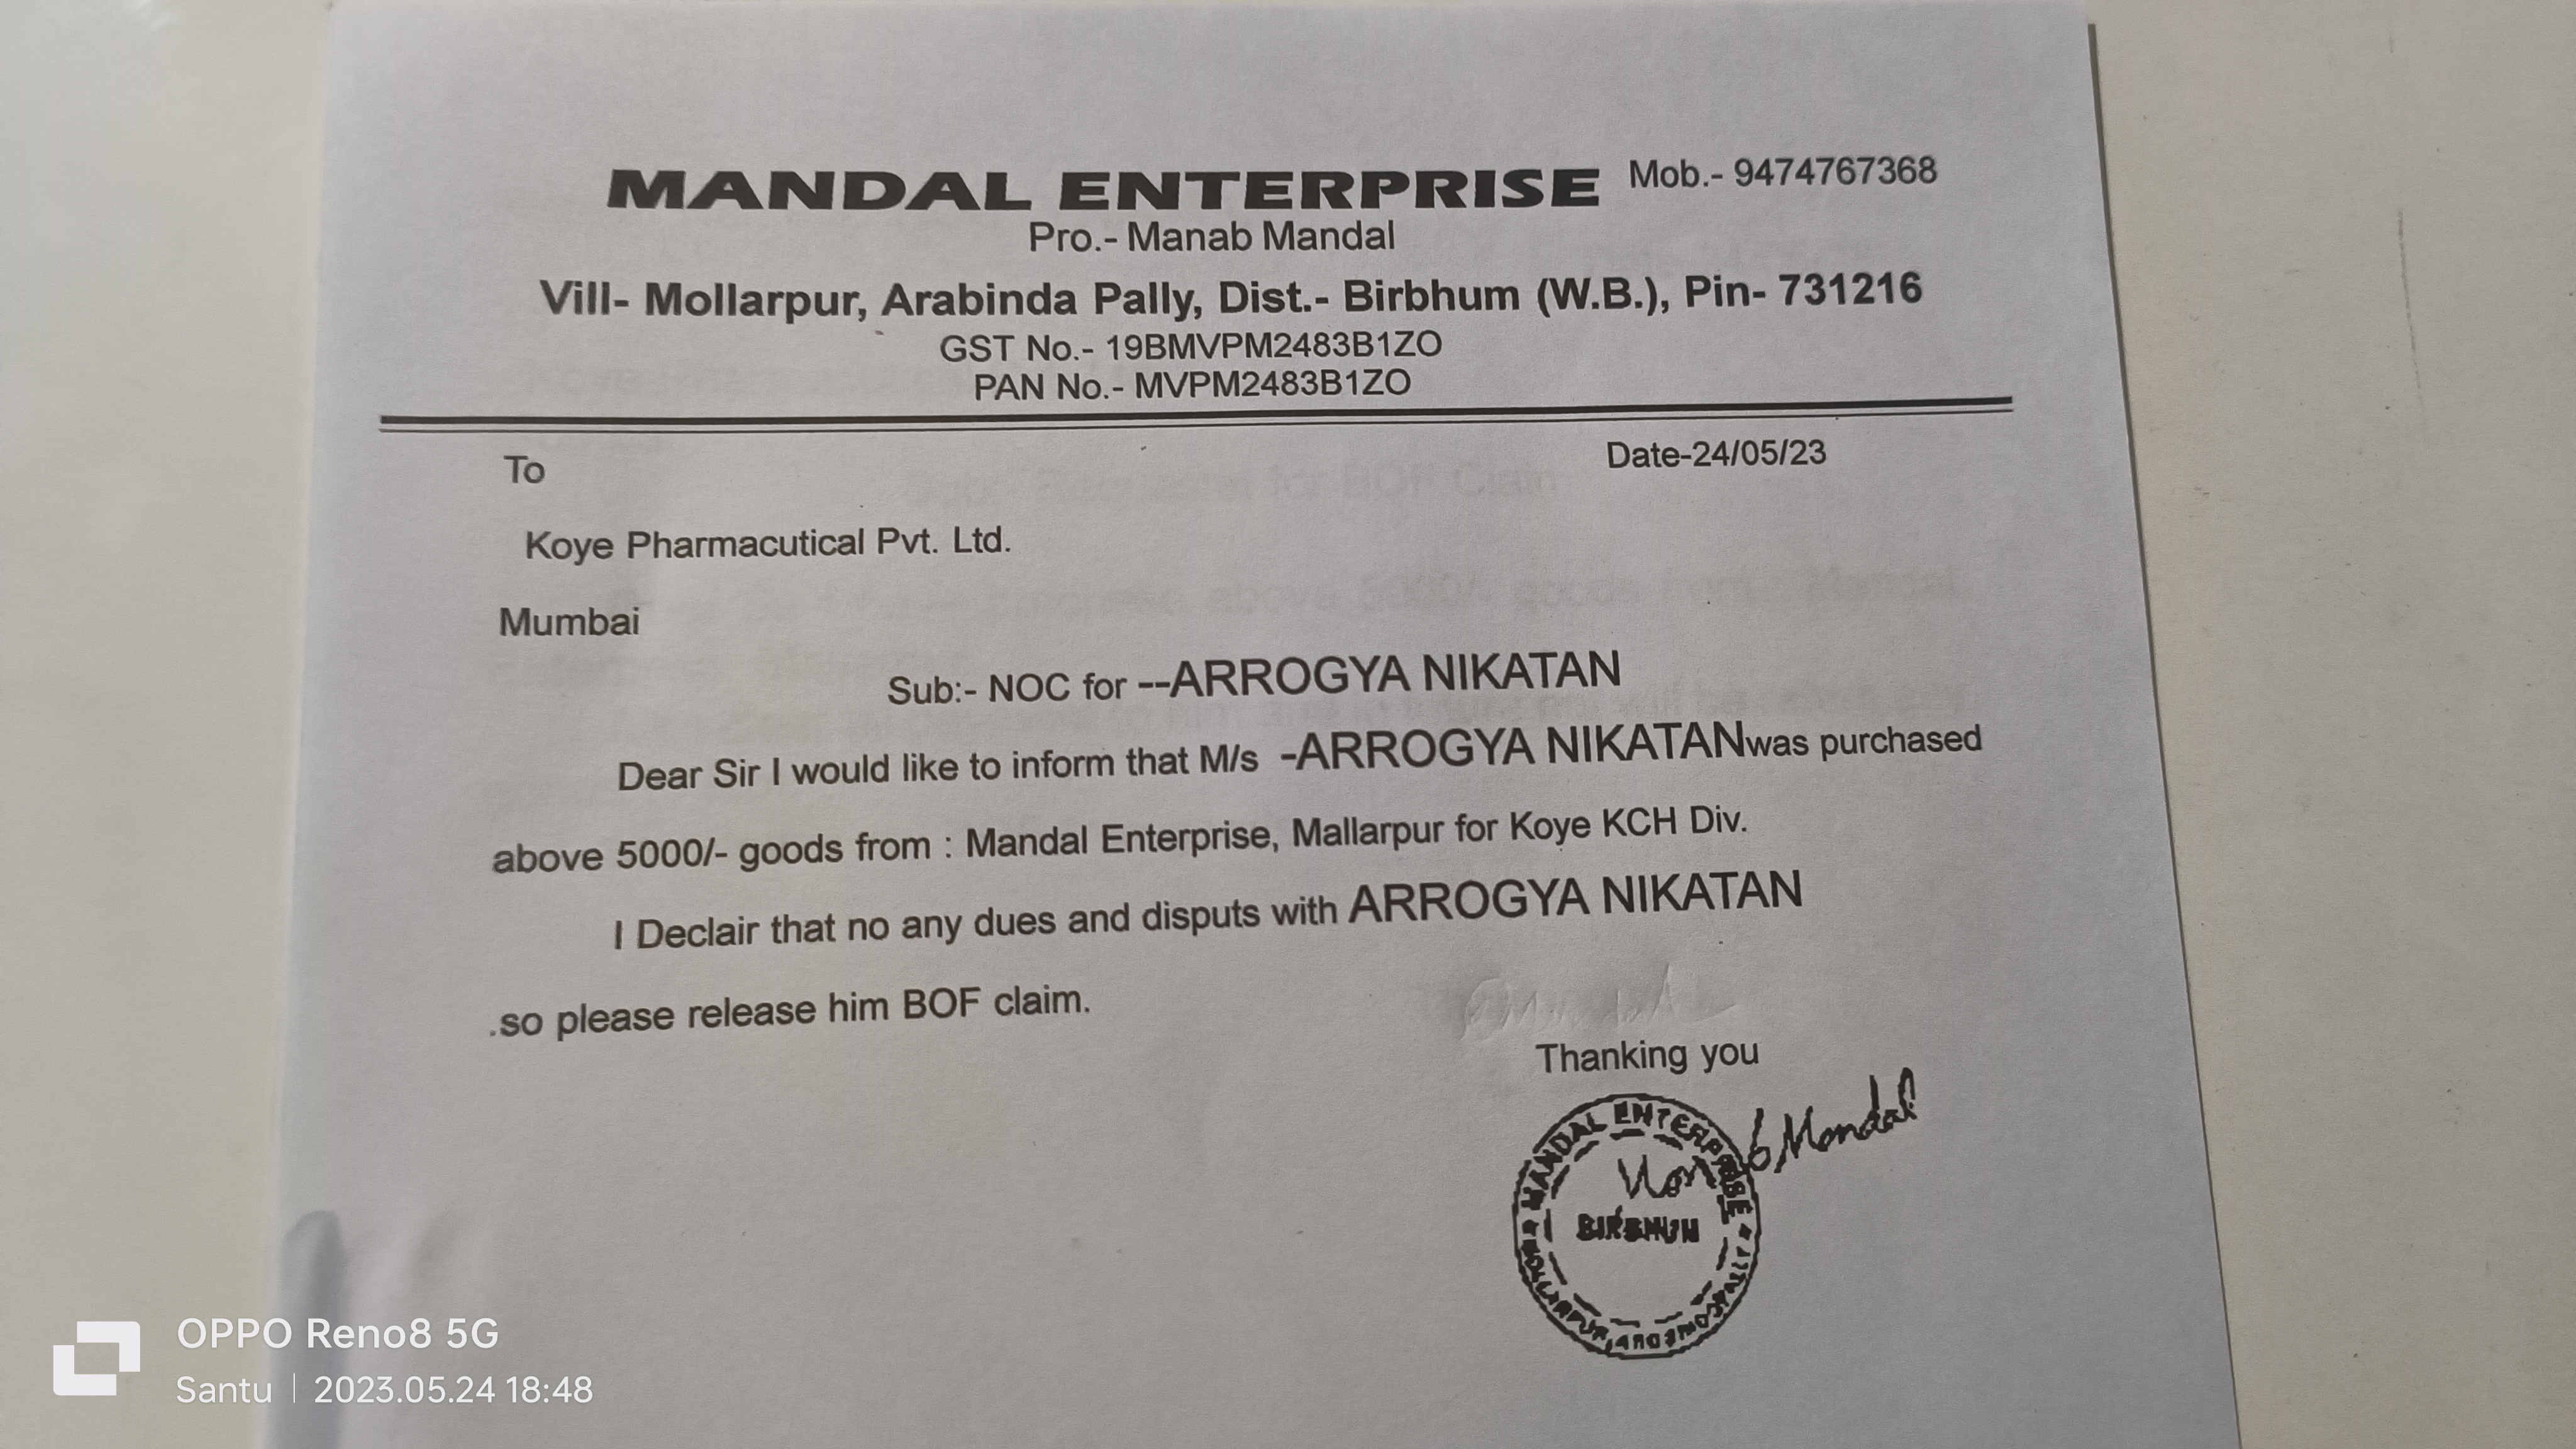 MANDAL ENTERPRISE Mob.- 9474767368
Pro.- Manab Mandal
Vill- Mollarpur, Arabinda Pally, Dist.- Birbhum (W.B.), Pin- 731216
GST No.- 19BMVPM2483B1ZO
PAN No.- MVPM2483B1ZO
Date-24/05/23
To
Koye Pharmacutical Pvt. Ltd.
Mumbai
Sub:- NOC for --ARROGYA NIKATAN
Dear Sir I would like to inform that M/s -ARROGYA NIKATANwas purchased
above 5000/- goods from : Mandal Enterprise, Mallarpur for Koye KCH Div.
I Declair that no any dues and disputs with ARROGYA NIKATAN
.so please release him BOF claim.
Thanking you
Mandal
MANDAL ENTERPRISE
BIRBHUM
OPPO Reno8 5G
Santu | 2023.05.24 18:48